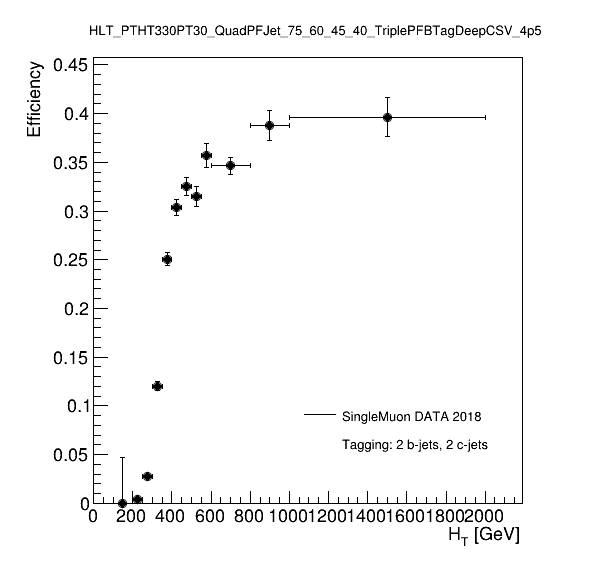 HLT_PTHT330PT30_QuadPFJet_75_60_45_40_TriplePFBTagDeepCSV_4p5
Efficiency
0.45
0.4
0.35
0.3
0.25
0.2
0.15
0.1
0.05
0
SingleMuon DATA 2018
Tagging: 2 b-jets, 2 c-jets
0 200 400 600 800 1000 1200 1400 1600 1800 2000
H_T [GeV]